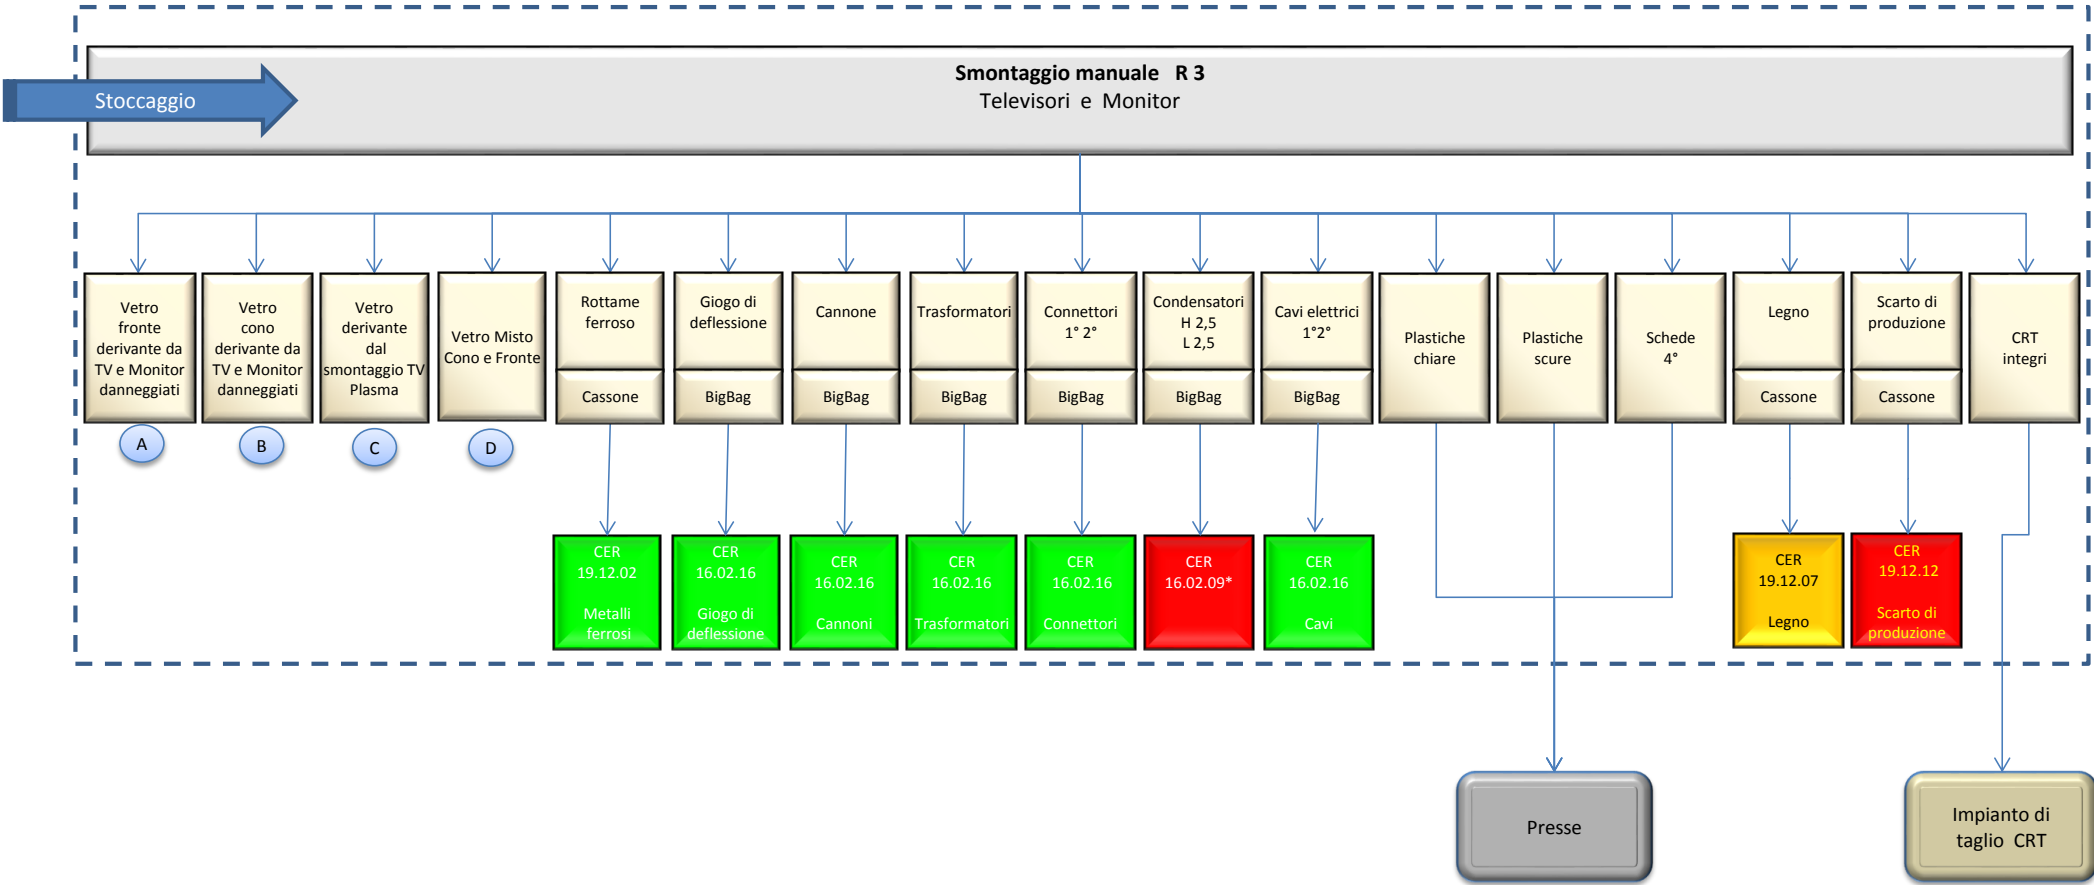 Smontaggio manuale R 3
Televisori e Monitor
Stoccaggio
Vetro
fronte
derivante da
TV e Monitor
danneggiati
A
Vetro
cono
derivante da
TV e Monitor
danneggiati
B
Vetro
derivante
dal
smontaggio TV
Plasma
C
Vetro Misto
Cono e Fronte
D
Rottame
ferroso
Cassone
Giogo di
deflessione
BigBag
Cannone
BigBag
Trasformatori
BigBag
Connettori
1° 2°
BigBag
Condensatori
H 2,5
L 2,5
BigBag
Cavi elettrici
1°2°
BigBag
Plastiche
chiare
Plastiche
scure
Schede
4°
Legno
Cassone
Scarto di
produzione
Cassone
CRT
integri
CER
19.12.02
Metalli
ferrosi
CER
16.02.16
Giogo di
deflessione
CER
16.02.16
Cannoni
CER
16.02.16
Trasformatori
CER
16.02.16
Connettori
CER
16.02.09*
CER
16.02.16
Cavi
CER
19.12.07
Legno
CER
19.12.12
Scarto di
produzione
Presse
Impianto di
taglio CRT